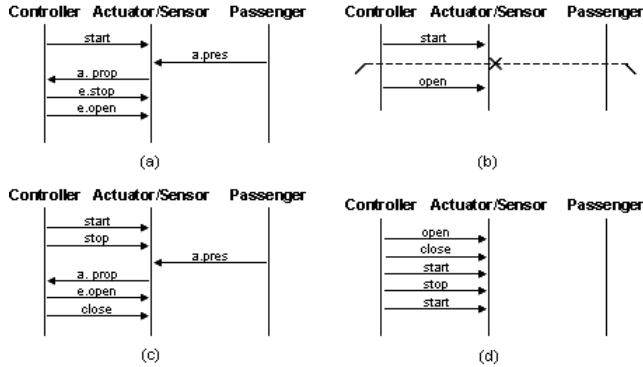 Controller Actuator/Sensor Passenger
start
a.pres
a. prop
e.stop
e.open
(a)
Controller Actuator/Sensor Passenger
start
open
(b)
Controller Actuator/Sensor Passenger
start
stop
a.pres
a. prop
e.open
close
(c)
Controller Actuator/Sensor Passenger
open
close
start
stop
start
(d)